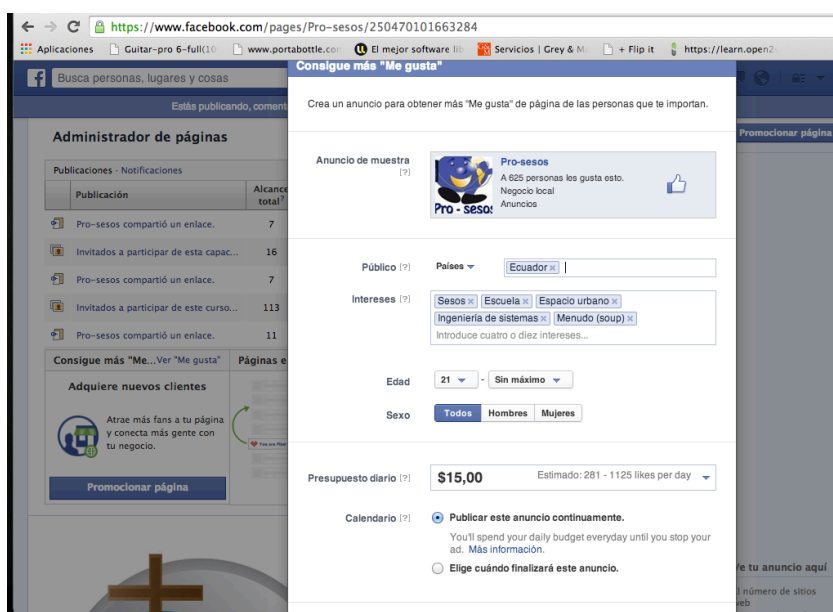 https://www.facebook.com/pages/Pro-sesos/250470101663284
Aplicaciones Guitar-pro 6-full(10 www.portabottle.con El mejor software lib Servicios | Grey & M + Flip it https://learn.open2
Busca personas, lugares y cosas
Estás publicando, coment
Administrador de páginas
Publicaciones - Notificaciones
Publicación
Alcance
total?
Pro-sesos compartió un enlace. 7
Invitados a participar de esta capac... 16
Pro-sesos compartió un enlace. 7
Invitados a participar de este curso... 113
Pro-sesos compartió un enlace. 11
Consigue más "Me...Ver "Me gusta" Páginas e
Adquiere nuevos clientes
Atrae más fans a tu página
y conecta más gente con
tu negocio.
Promocionar página
Consigue más "Me gusta"
Crea un anuncio para obtener más "Me gusta" de página de las personas que te importan.
Anuncio de muestra
[?]
Pro - sesos
Pro-sesos
A 625 personas les gusta esto.
Negocio local
Anuncios
Público [?] Países Ecuador ×
Intereses [?] Sesos × Escuela × Espacio urbano ×
Ingeniería de sistemas × Menudo (soup) ×
Introduce cuatro o diez intereses...
Edad 21 - Sin máximo
Sexo Todos Hombres Mujeres
Presupuesto diario [?] $15,00 Estimado: 281 - 1125 likes per day
Calendario [?] Publicar este anuncio continuamente.
You'll spend your daily budget everyday until you stop your
ad. Más información.
Elige cuándo finalizará este anuncio.
Promocionar página
Ve tu anuncio aquí
l número de sitios
web